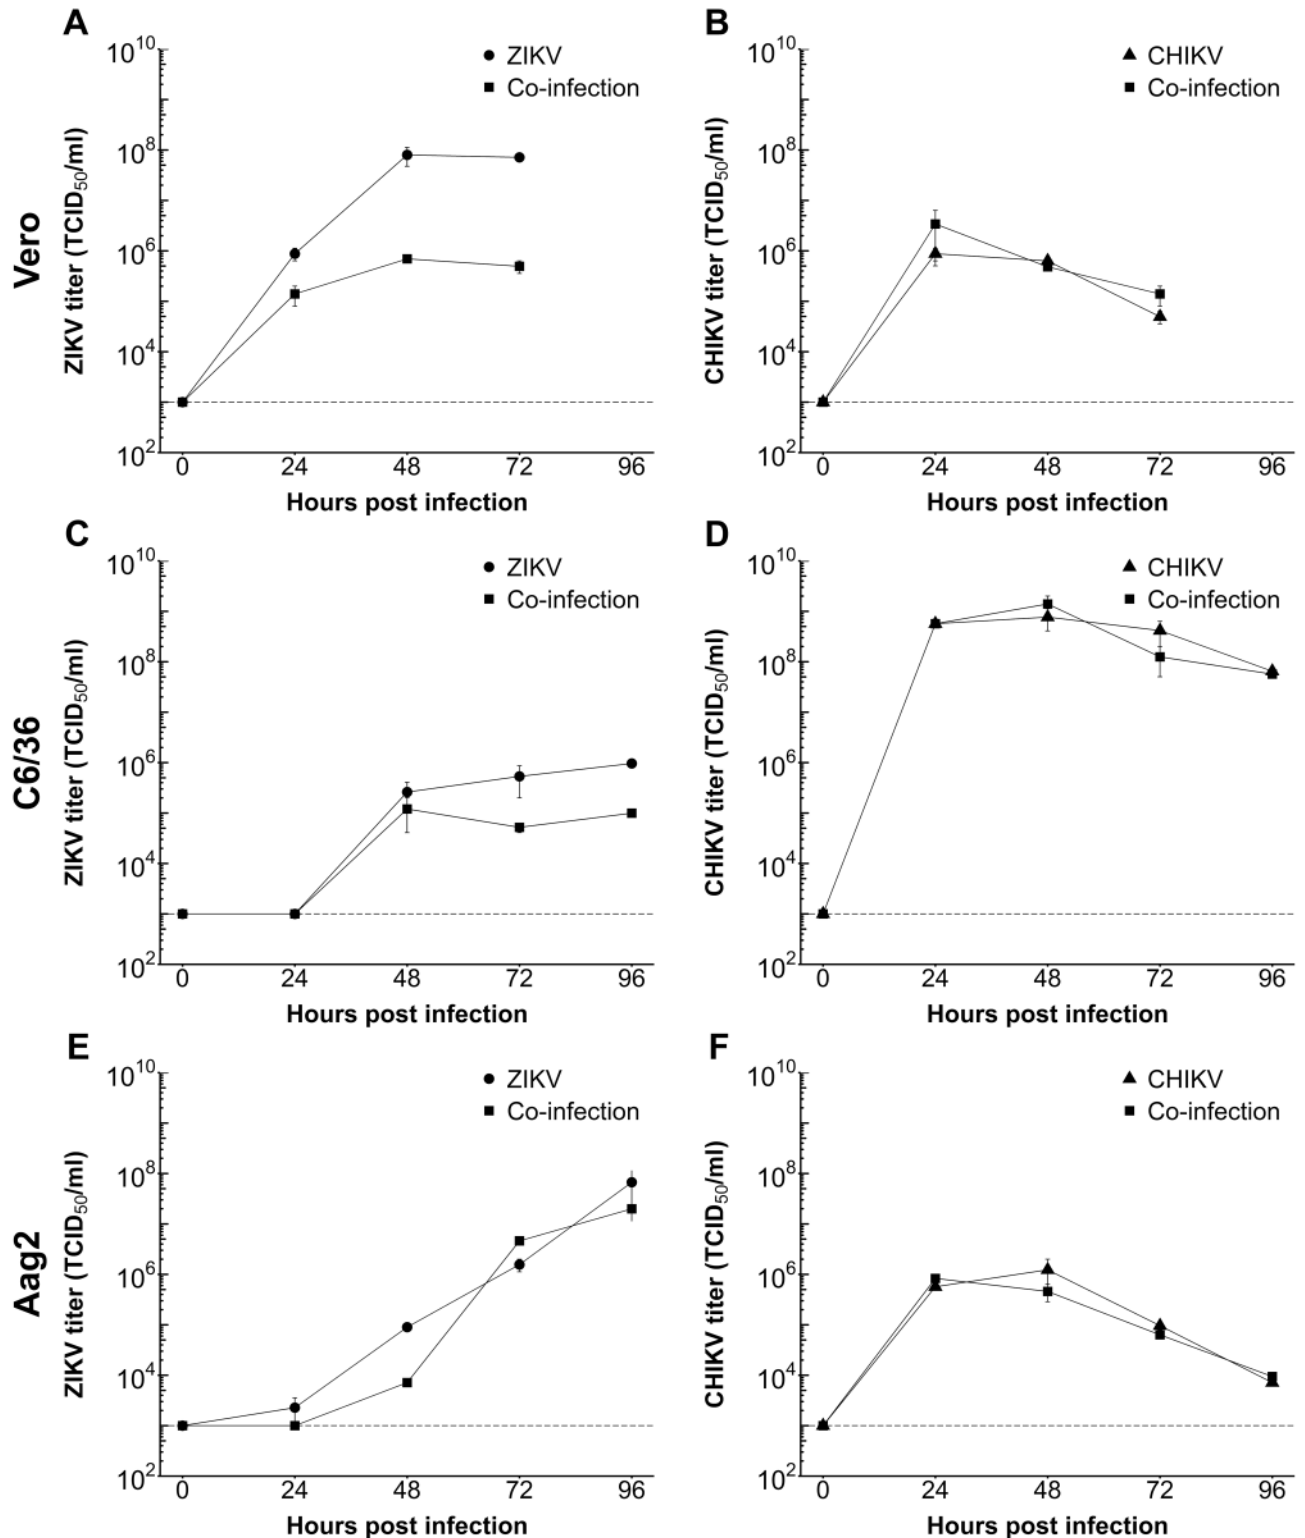 A
10^10
10^8
10^6
10^4
10^2
ZIKV titer (TCID50/ml)
ZIKV
Co-infection
0 24 48 72 96
Hours post infection
Vero
B
10^10
10^8
10^6
10^4
10^2
CHIKV titer (TCID50/ml)
CHIKV
Co-infection
0 24 48 72 96
Hours post infection
C
10^10
10^8
10^6
10^4
10^2
ZIKV titer (TCID50/ml)
ZIKV
Co-infection
0 24 48 72 96
Hours post infection
C6/36
D
10^10
10^8
10^6
10^4
10^2
CHIKV titer (TCID50/ml)
CHIKV
Co-infection
0 24 48 72 96
Hours post infection
E
10^10
10^8
10^6
10^4
10^2
ZIKV titer (TCID50/ml)
ZIKV
Co-infection
0 24 48 72 96
Hours post infection
Aag2
F
10^10
10^8
10^6
10^4
10^2
CHIKV titer (TCID50/ml)
CHIKV
Co-infection
0 24 48 72 96
Hours post infection